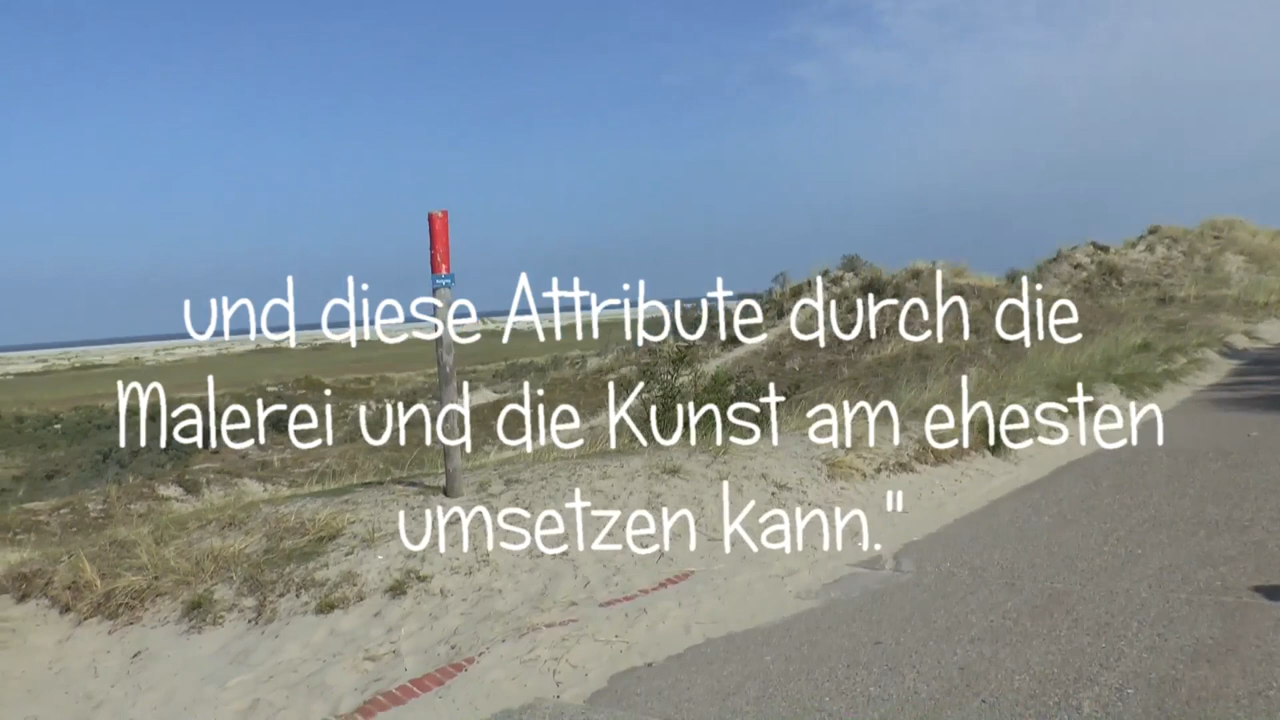 und diese Attribute durch die
Malerei und die Kunst am ehesten
umsetzen kann."